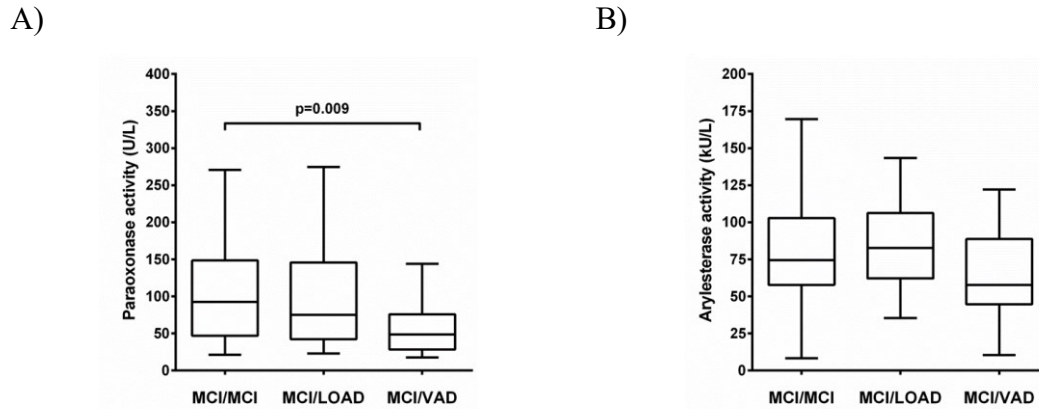 A)
B)
Paraoxonase activity (U/L)
400
350
300
250
200
150
100
50
0
p=0.009
MCI/MCI MCI/LOAD MCI/VAD
Arylesterase activity (kU/L)
200
175
150
125
100
75
50
25
0
MCI/MCI MCI/LOAD MCI/VAD